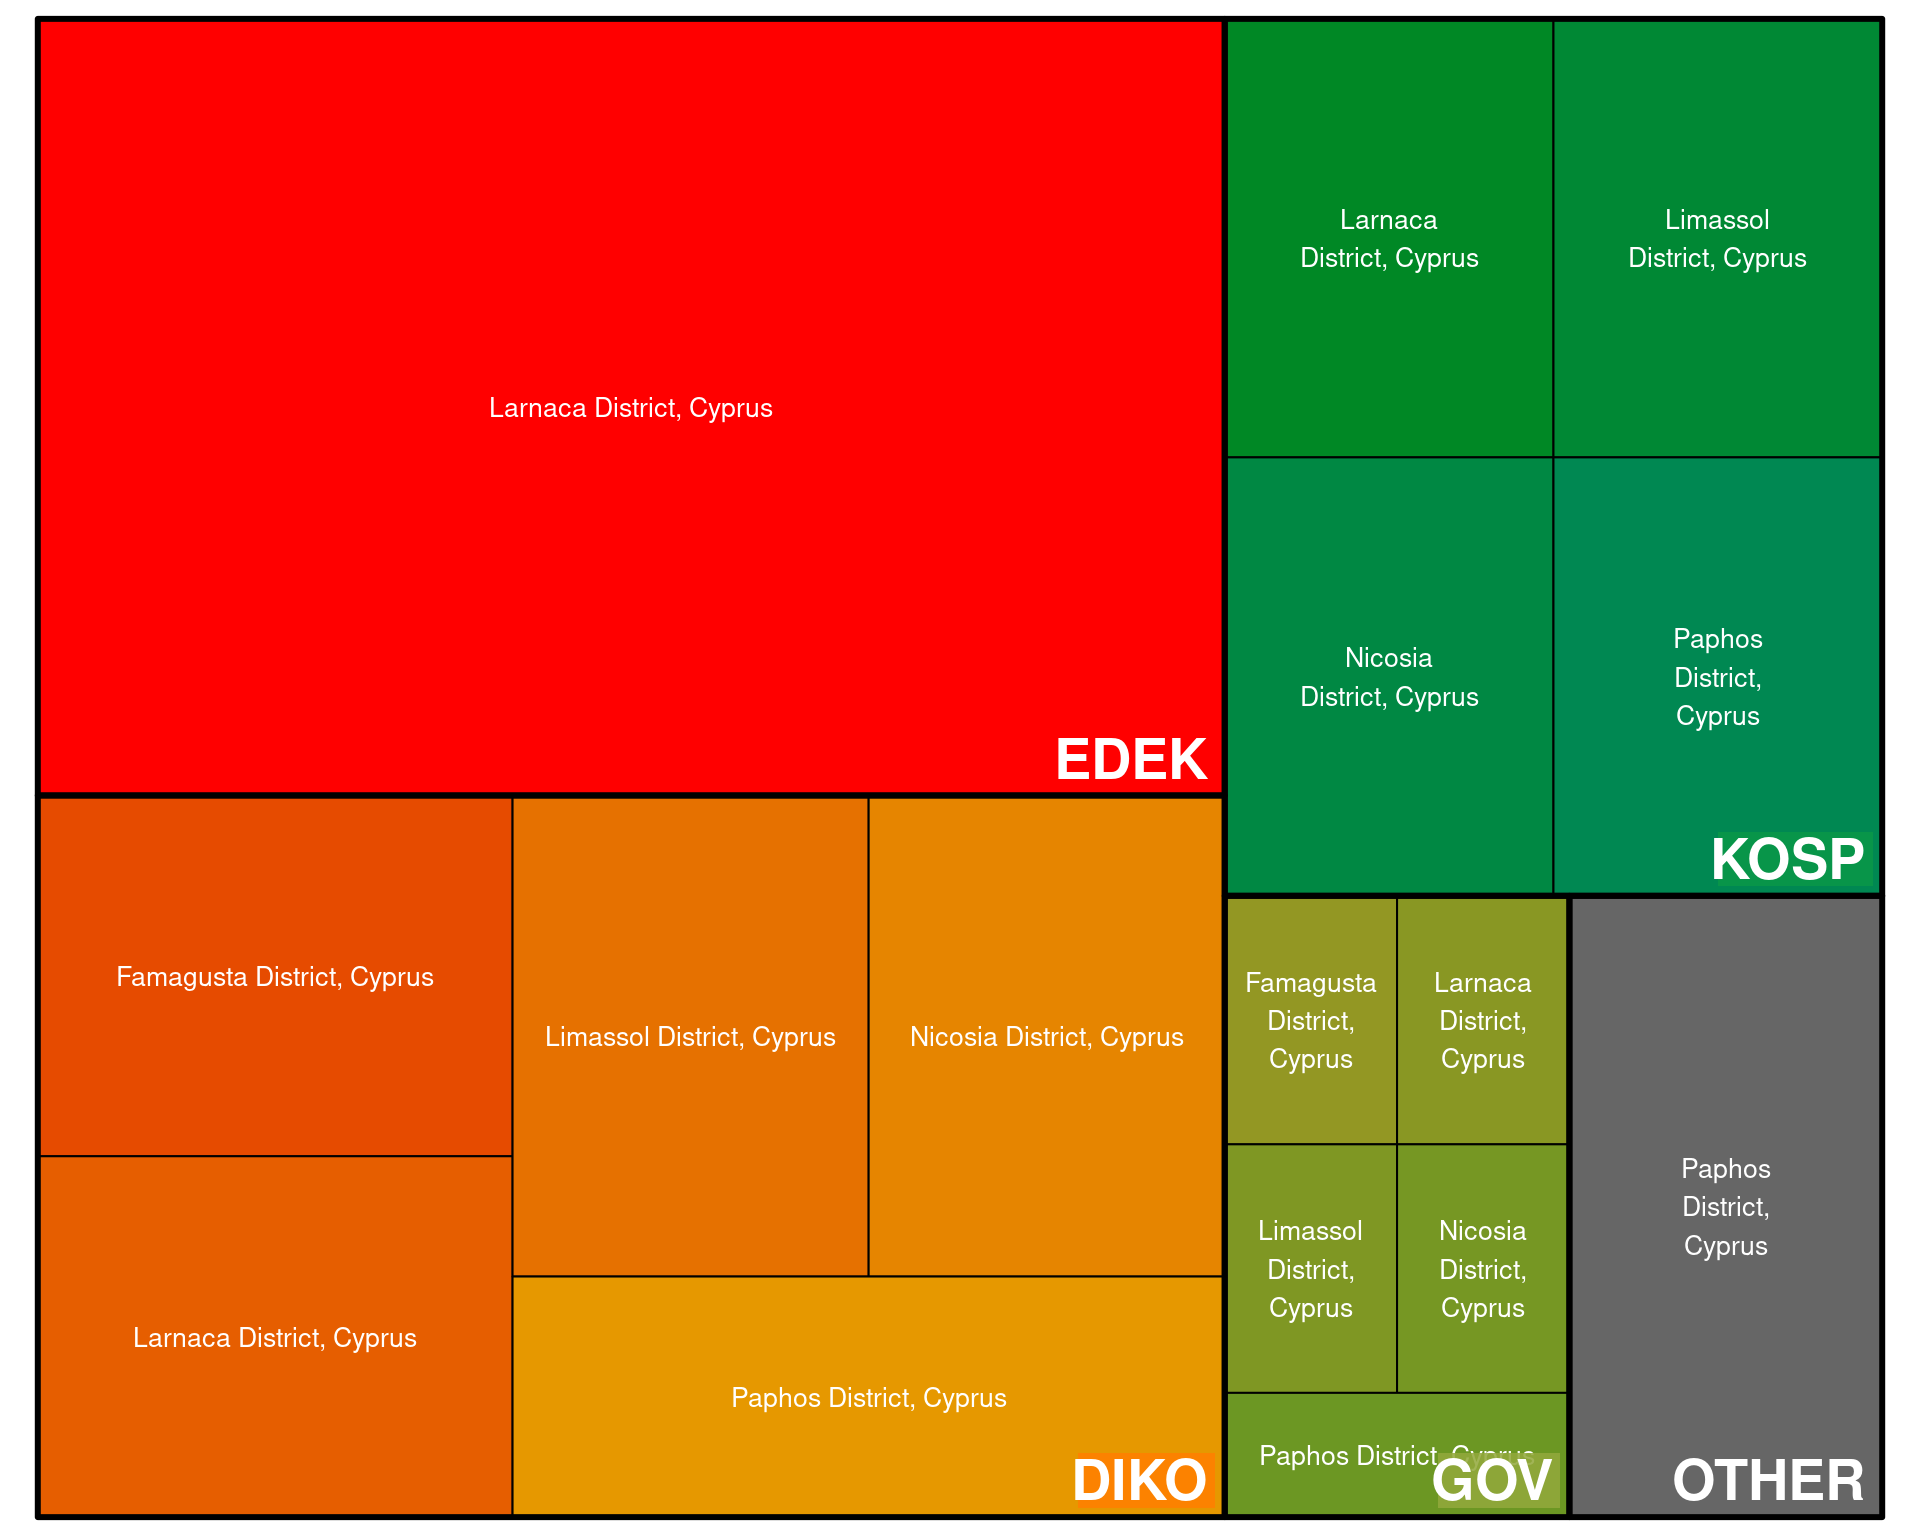 Larnaca District, Cyprus
EDEK
Famagusta District, Cyprus
Larnaca District, Cyprus
Limassol District, Cyprus
Nicosia District, Cyprus
Paphos District, Cyprus
DIKO
Larnaca
District, Cyprus
Limassol
District, Cyprus
Nicosia
District, Cyprus
Paphos
District,
Cyprus
KOSP
Famagusta
District,
Cyprus
Larnaca
District,
Cyprus
Limassol
District,
Cyprus
Nicosia
District,
Cyprus
Paphos District, Cyprus
GOV
Paphos
District,
Cyprus
OTHER